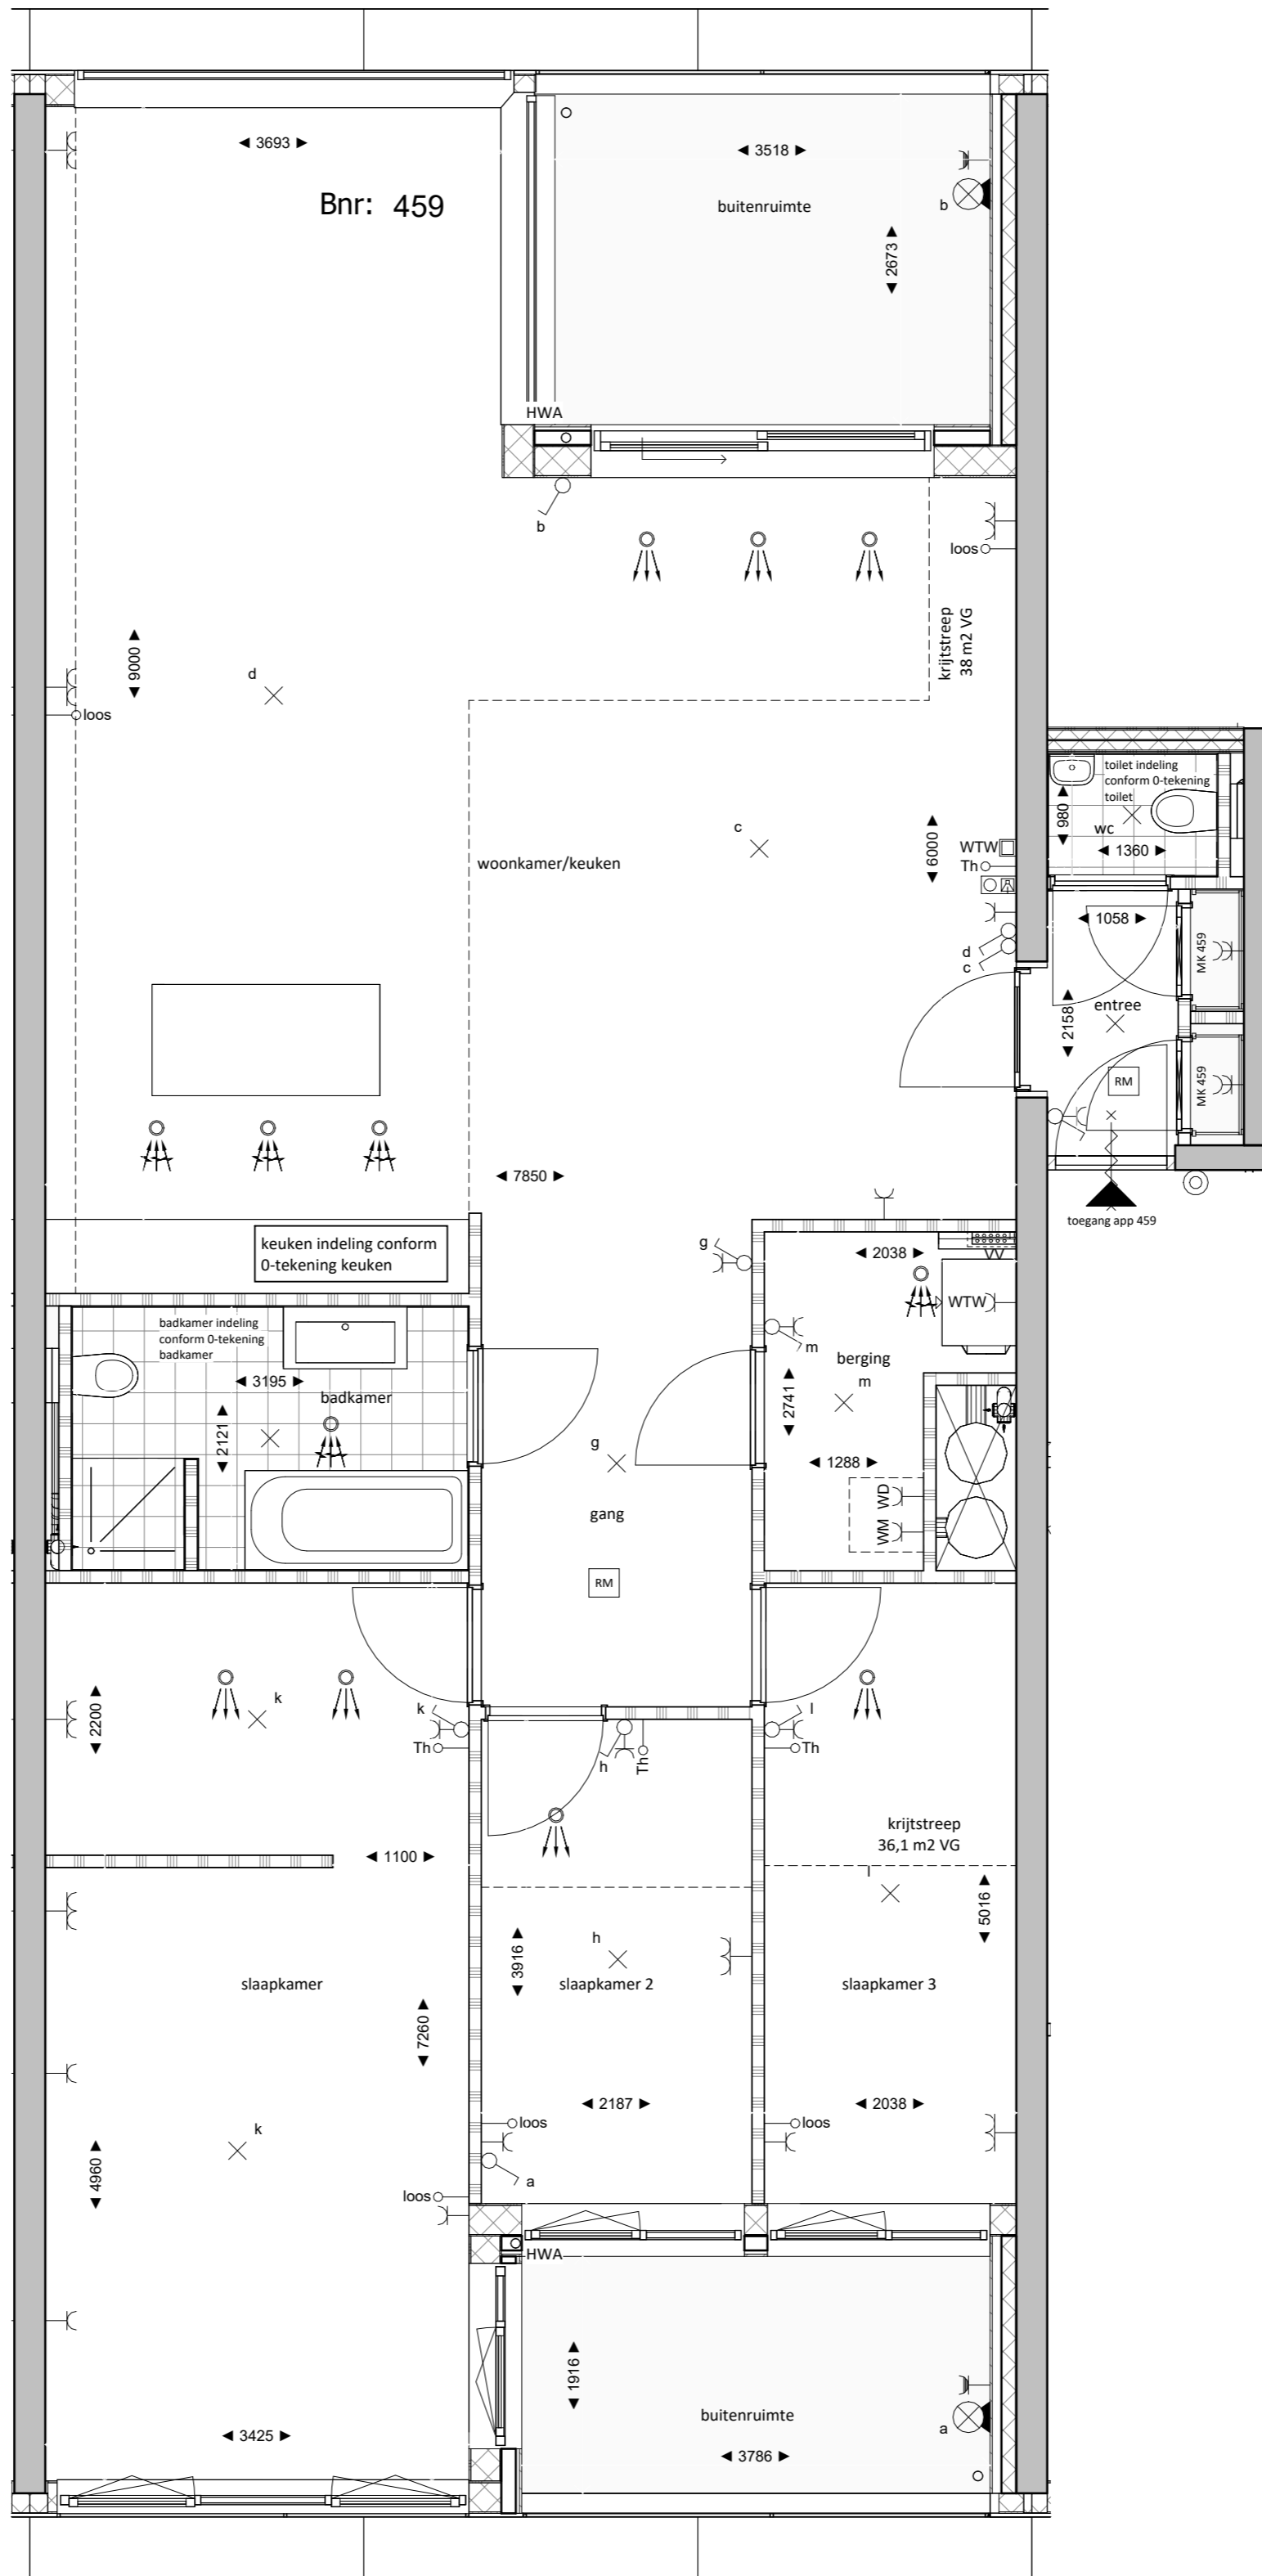 ◄ 3693 ►
Bnr: 459
◄ 3518 ►
buitenruimte
b
◄ 2673 ►
HWA
b
loos
krijtstreep
38 m2 VG
◄ 9000 ►
d
loos
c
woonkamer/keuken
◄ 6000 ►
WTW
Th
d
c
toilet indeling
conform 0-tekening
toilet
◄ 980 ►
wc
◄ 1360 ►
◄ 1058 ►
MK 459
entree
◄ 2158 ►
RM
MK 459
toegang app 459
◄ 7850 ►
keuken indeling conform
0-tekening keuken
g
◄ 2038 ►
VV
WTW
m
berging
m
◄ 2741 ►
◄ 1288 ►
WD
WM
badkamer indeling
conform 0-tekening
badkamer
◄ 3195 ►
badkamer
◄ 2121 ►
g
gang
RM
k
◄ 2200 ►
k
Th
h
Th
l
Th
krijtstreep
36,1 m2 VG
l
◄ 1100 ►
◄ 5016 ►
h
◄ 3916 ►
slaapkamer
slaapkamer 2
slaapkamer 3
◄ 7260 ►
◄ 2187 ►
◄ 2038 ►
loos
loos
k
a
◄ 4960 ►
loos
HWA
◄ 1916 ►
buitenruimte
a
◄ 3425 ►
◄ 3786 ►